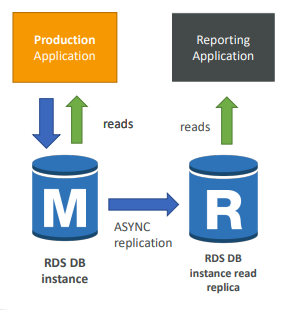 Production
Application
Reporting
Application
reads
reads
M
R
ASYNC
replication
RDS DB
instance
RDS DB
instance read
replica